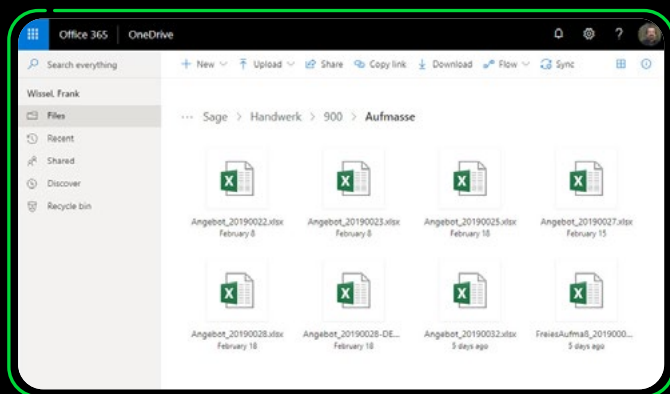 Office 365 OneDrive ?
Search everything + New Upload Share Copy link Download Flow Sync
Wissel, Frank
Files
Recent
Shared
Discover
Recycle bin
··· Sage > Handwerk > 900 > Aufmasse
Angebot_20190022.xlsx Angebot_20190023.xlsx Angebot_20190025.xlsx Angebot_20190027.xlsx
February 8 February 8 February 18 February 15
Angebot_20190028.xlsx Angebot_20190028-DE... Angebot_20190032.xlsx FreiesAufmaß_2019000...
February 18 February 18 5 days ago 5 days ago